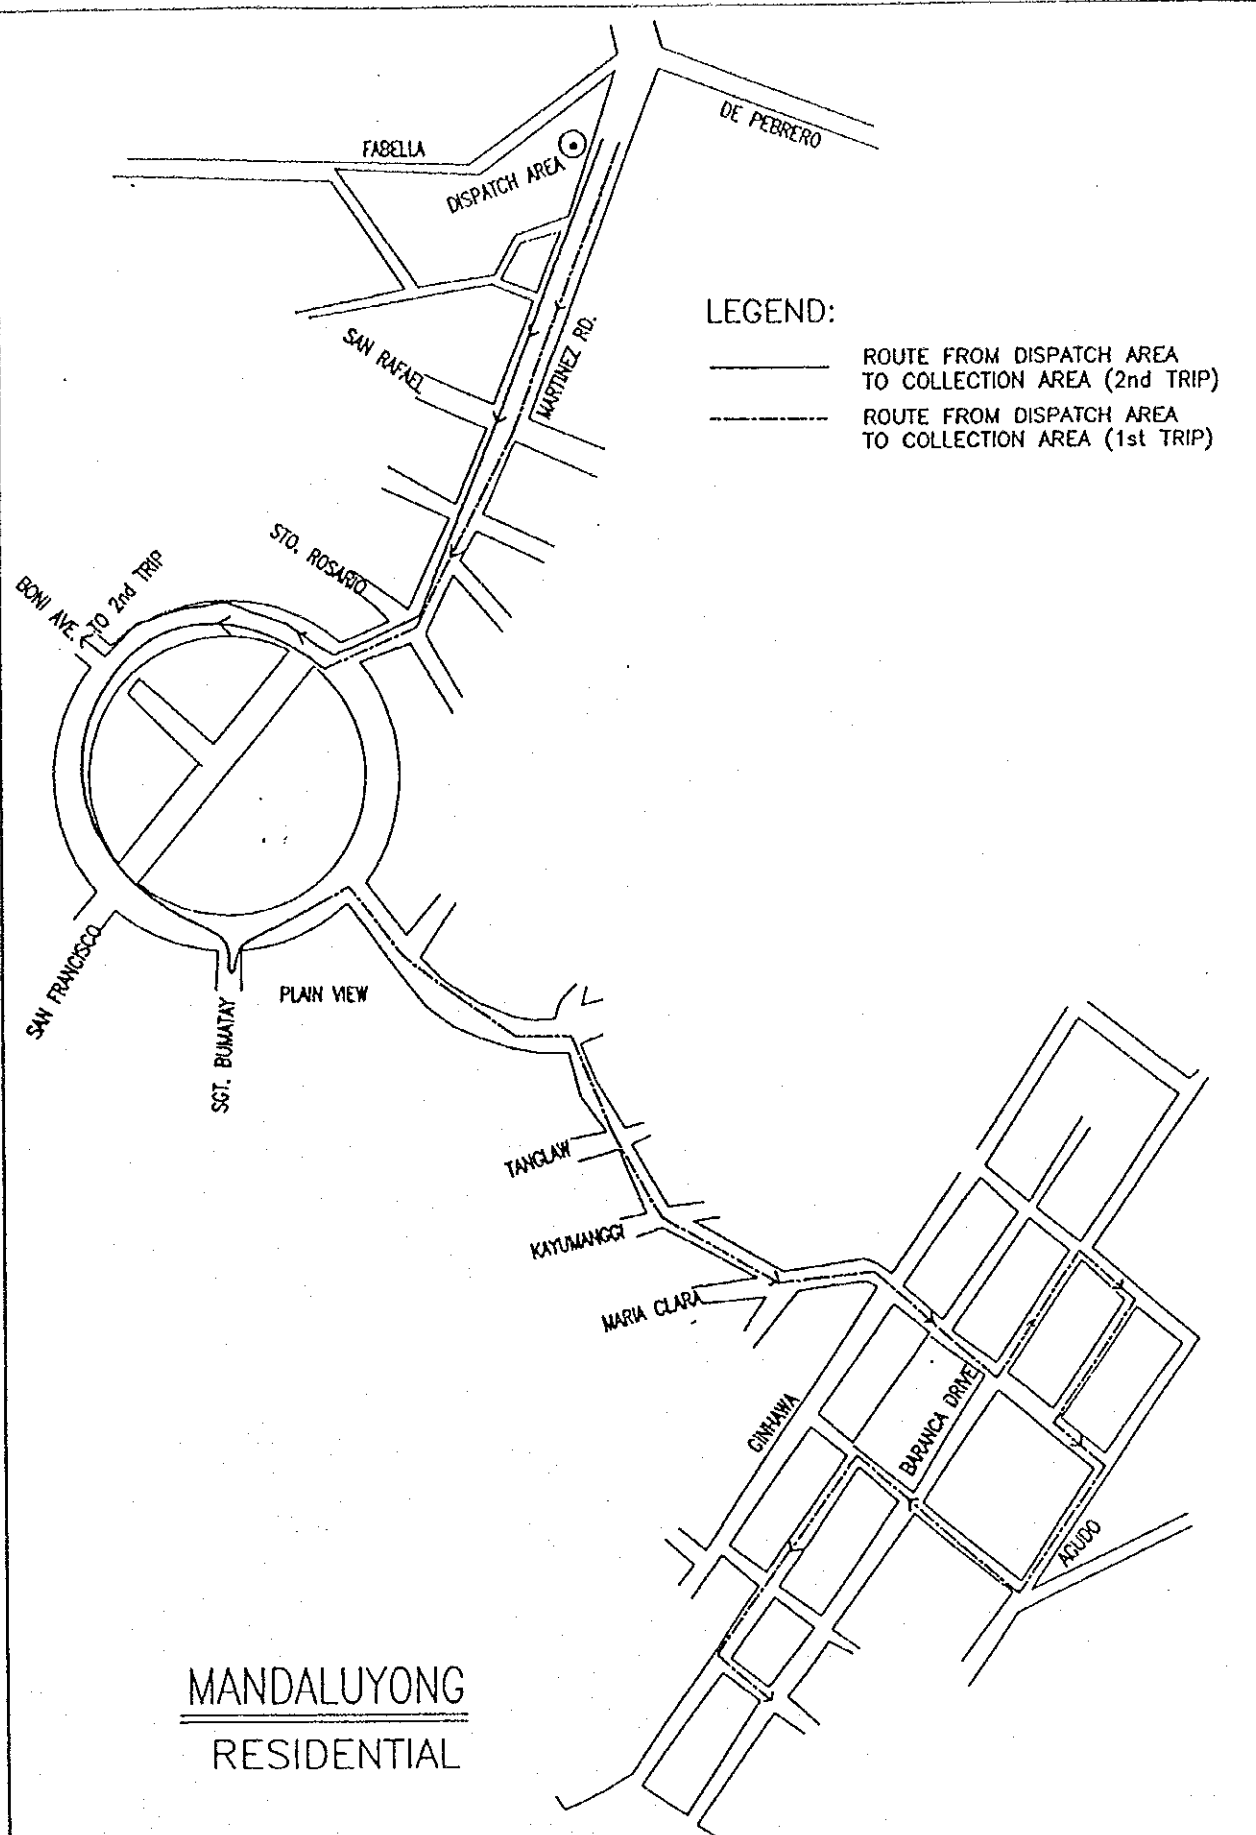 DE PEBRERO
FABELLA
DISPATCH AREA
LEGEND:
ROUTE FROM DISPATCH AREA
TO COLLECTION AREA (2nd TRIP)
ROUTE FROM DISPATCH AREA
TO COLLECTION AREA (1st TRIP)
SAN RAFAEL
MARTINEZ RD.
STO. ROSARIO
BONI AVE.
TO 2nd TRIP
SAN FRANCISCO
SGT. BUMATAY
PLAIN VIEW
TANGLAW
KAYUMANGGI
MARIA CLARA
GINHAWA
BARANCA DRIVE
AGUDO
MANDALUYONG
RESIDENTIAL